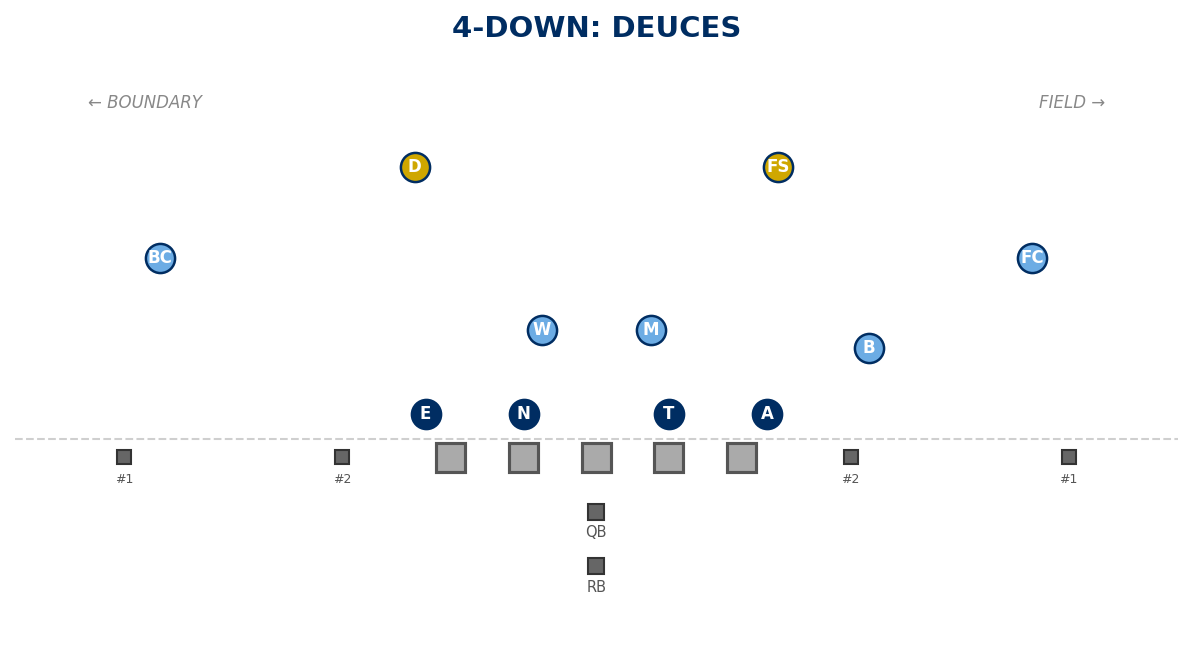 4-DOWN: DEUCES
← BOUNDARY
FIELD →
D
FS
BC
FC
W
M
B
E
N
T
A
#1
#2
#2
#1
QB
RB